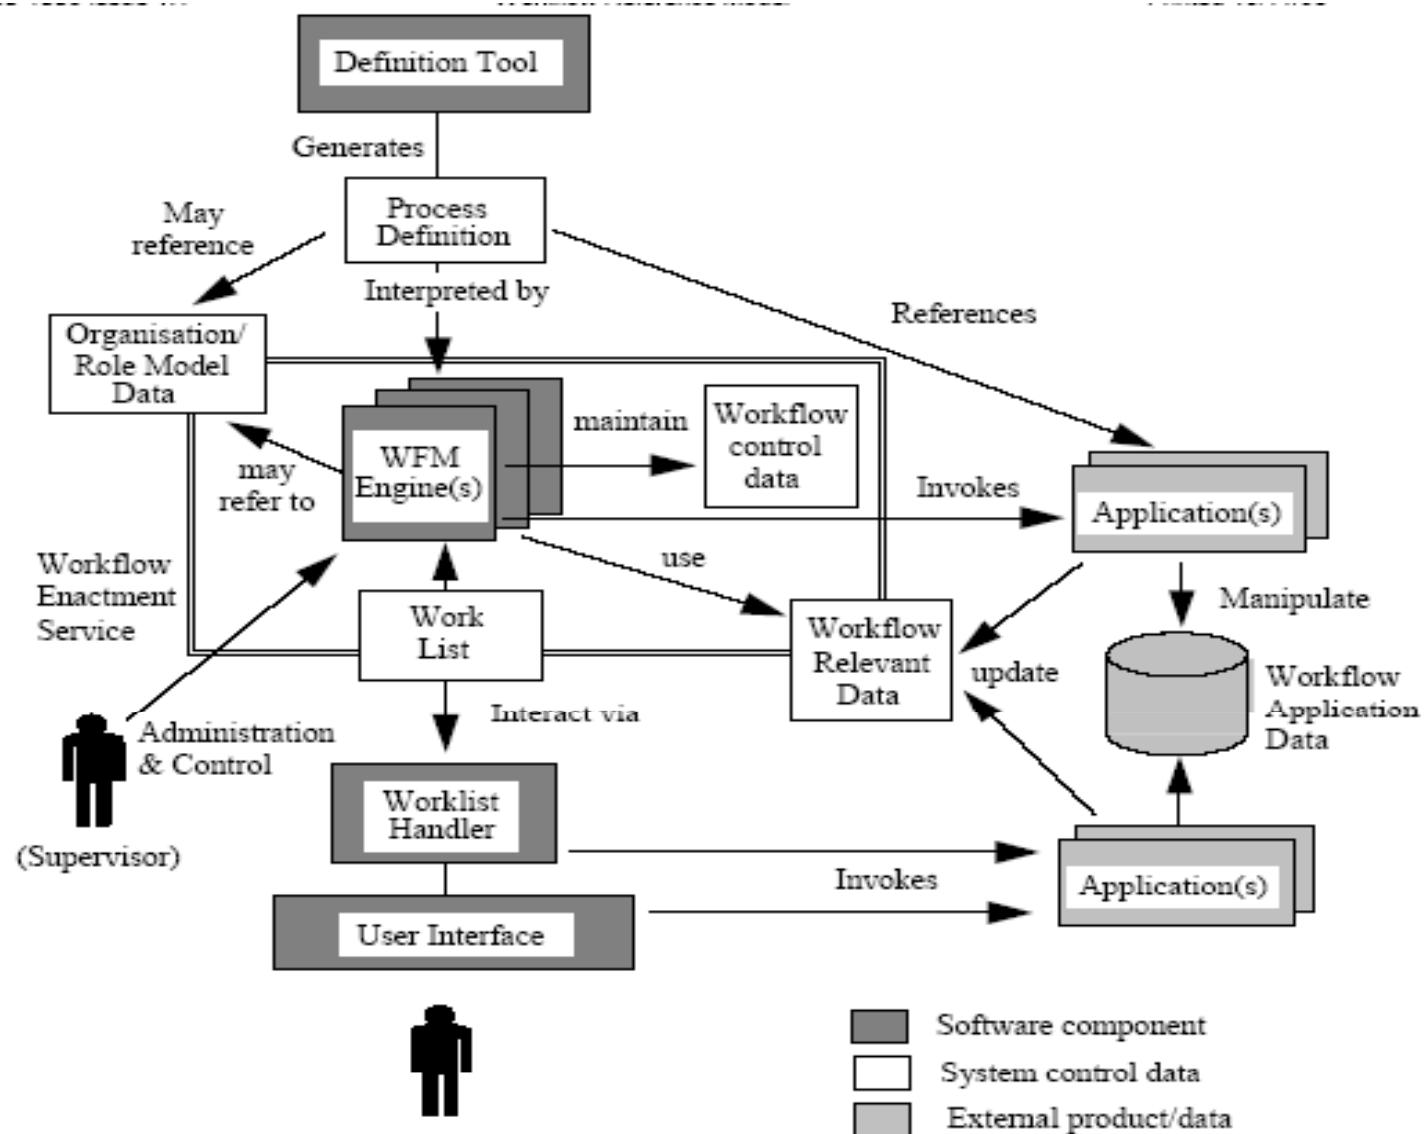 Definition Tool
Generates
Process
Definition
May
reference
Interpreted by
References
Organisation/
Role Model
Data
maintain
Workflow
control
data
WFM
Engine(s)
may
refer to
Invokes
Application(s)
use
Workflow
Enactment
Service
Work
List
Workflow
Relevant
Data
Manipulate
update
Workflow
Application
Data
Interact via
Administration
& Control
(Supervisor)
Worklist
Handler
Invokes
Application(s)
User Interface
Software component
System control data
External product/data